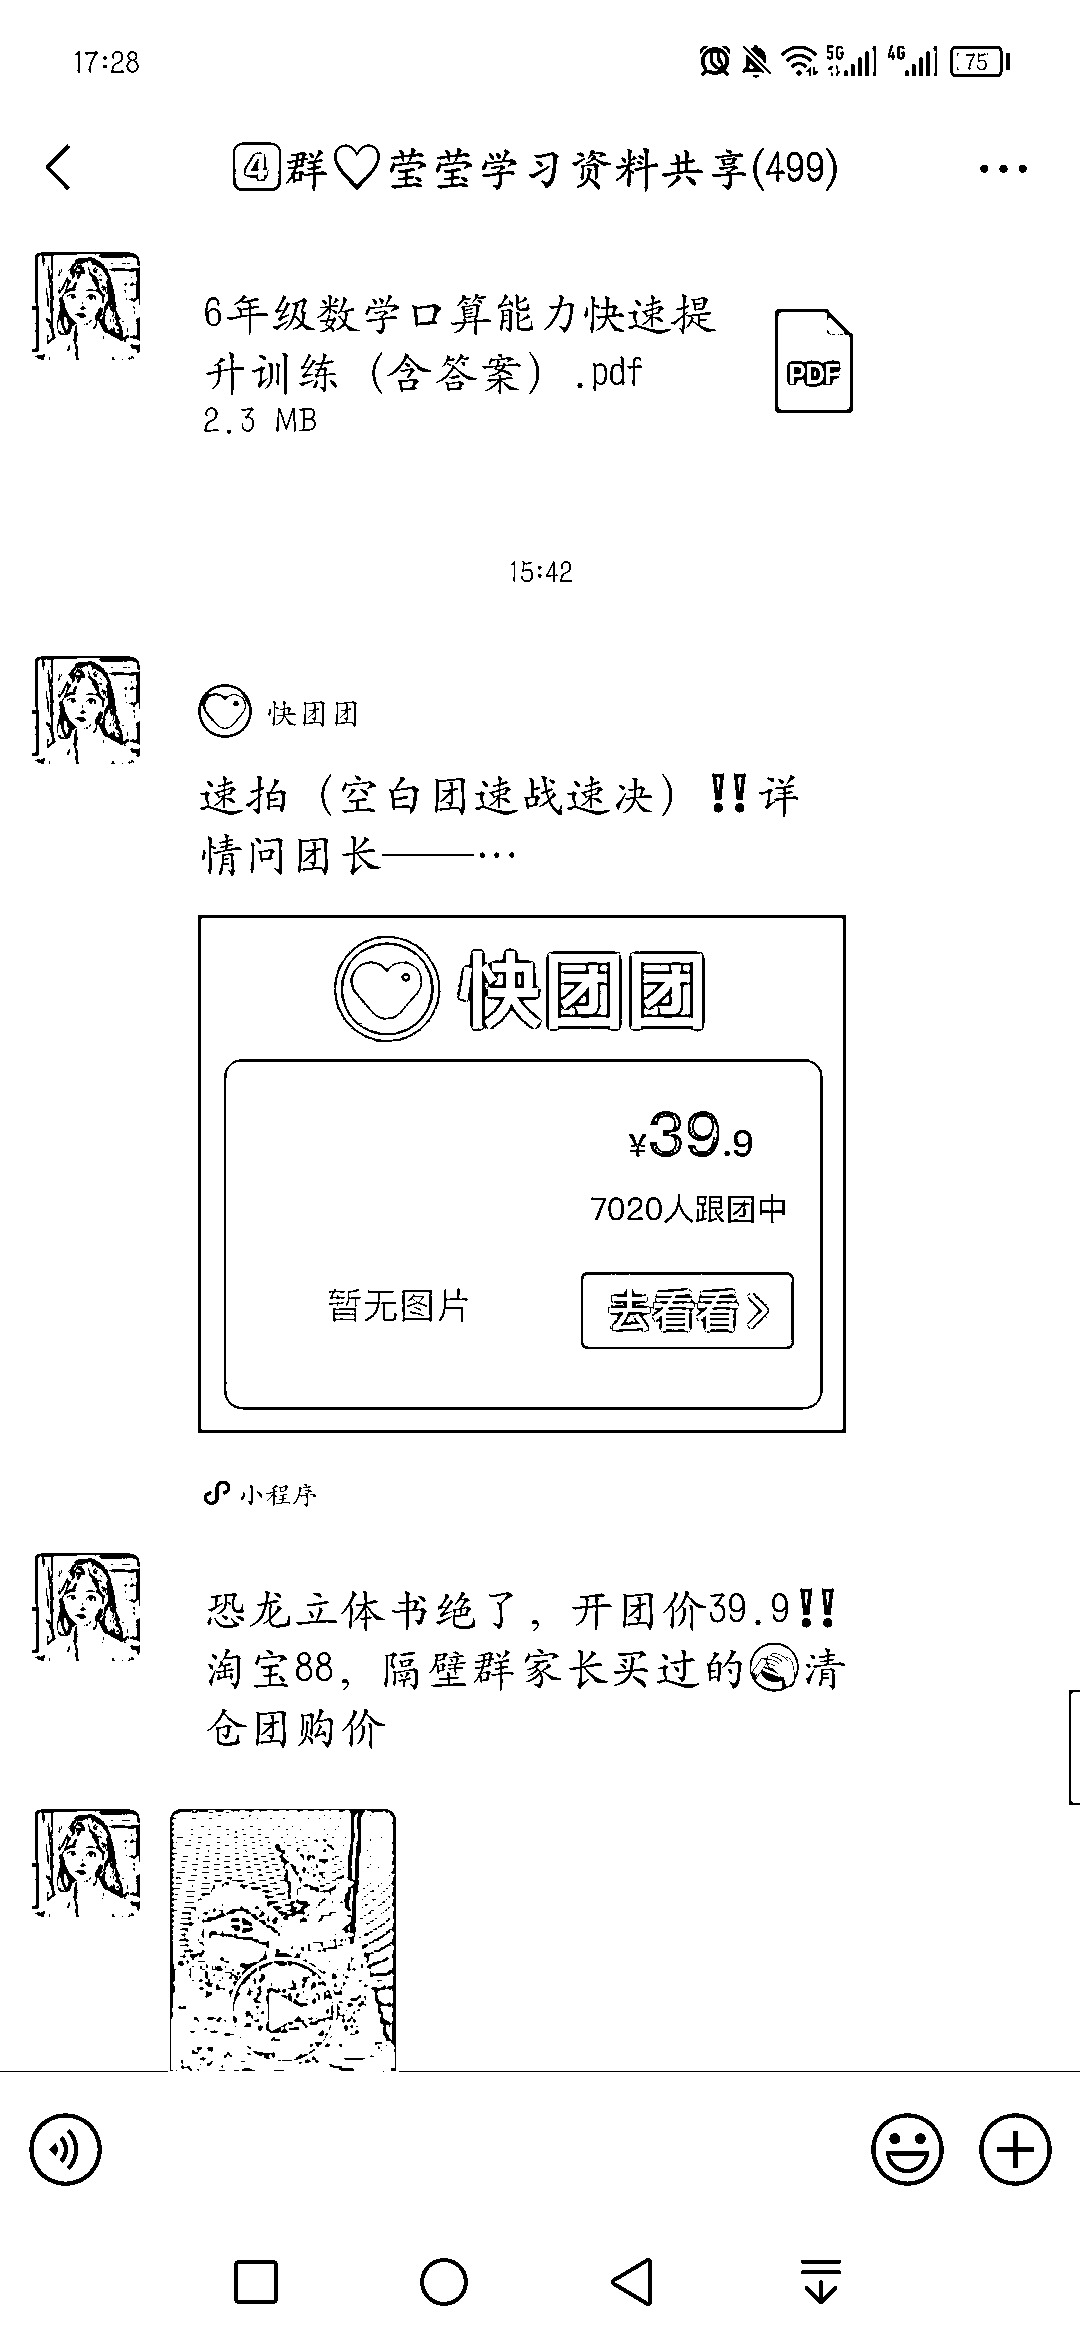 17:28
5G
4G
75
④群♡莹莹学习资料共享(499)
6年级数学口算能力快速提
升训练（含答案）.pdf
2.3 MB
PDF
15:42
快团团
速拍（空白团速战速决）‼详
情问团长——…
快团团
¥39.9
7020人跟团中
暂无图片
去看看》
小程序
恐龙立体书绝了，开团价39.9‼
淘宝88，隔壁群家长买过的清
仓团购价